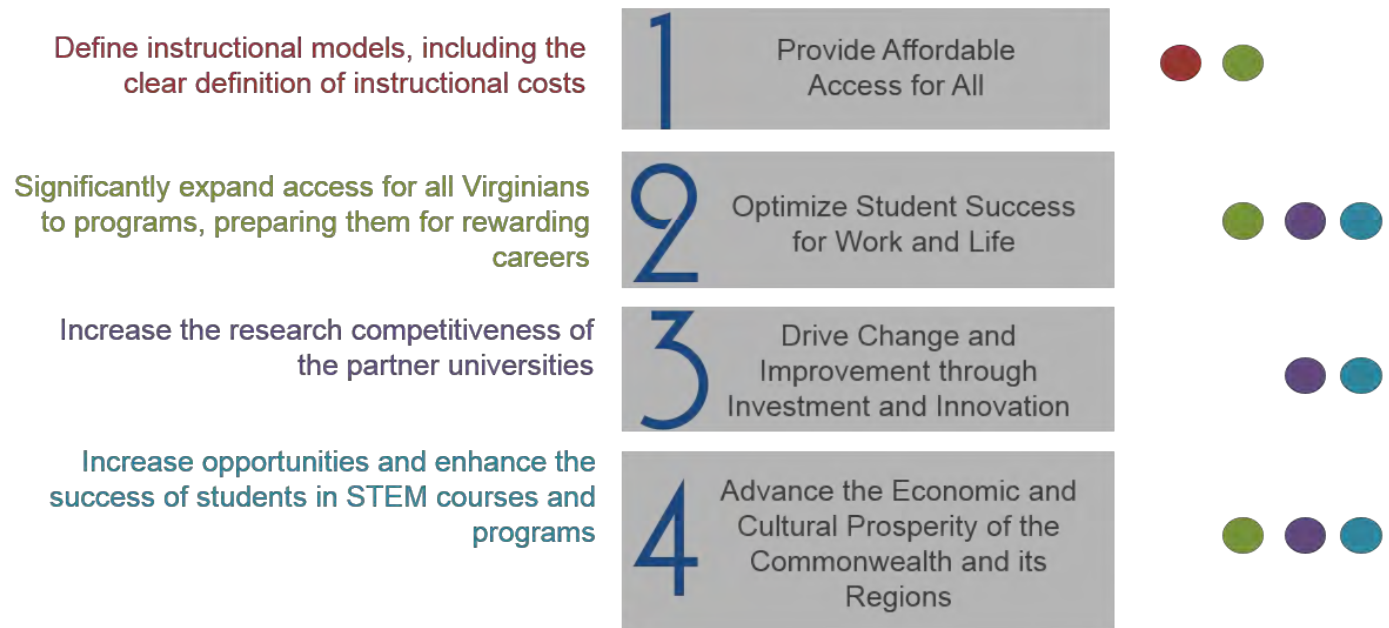 Define instructional models, including the
clear definition of instructional costs
1
Provide Affordable
Access for All
Significantly expand access for all Virginians
to programs, preparing them for rewarding
careers
2
Optimize Student Success
for Work and Life
Increase the research competitiveness of
the partner universities
3
Drive Change and
Improvement through
Investment and Innovation
Increase opportunities and enhance the
success of students in STEM courses and
programs
4
Advance the Economic and
Cultural Prosperity of the
Commonwealth and its
Regions